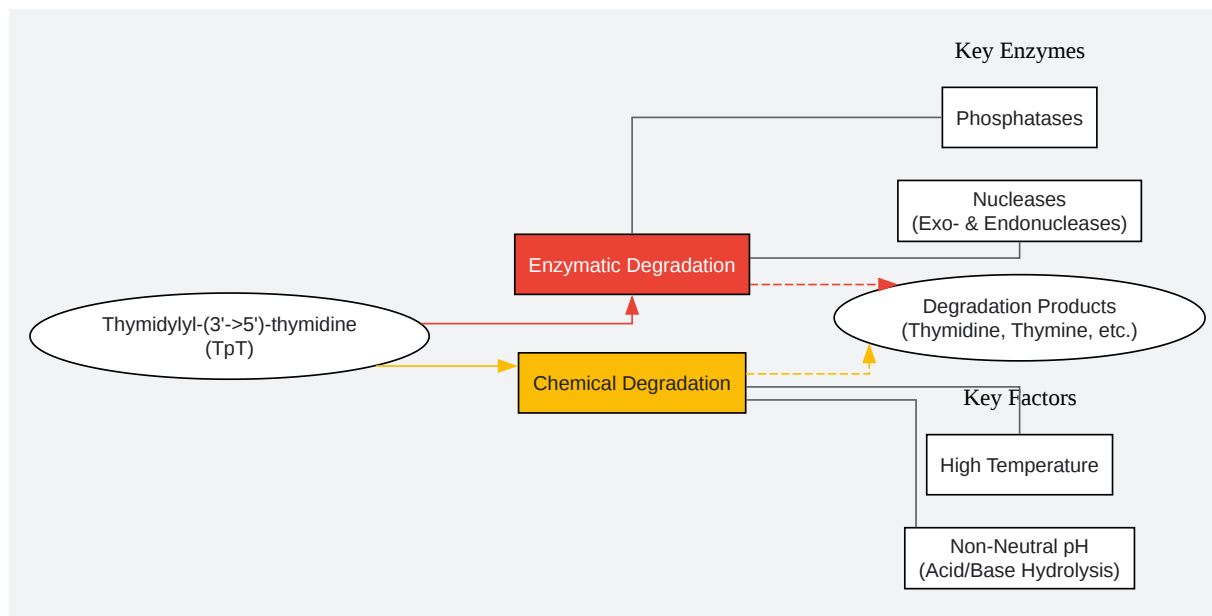 Key Enzymes
Phosphatases
Nucleases
(Exo- & Endonucleases)
Enzymatic Degradation
Thymidylyl-(3'->5')-thymidine
(TpT)
Degradation Products
(Thymidine, Thymine, etc.)
Chemical Degradation
Key Factors
High Temperature
Non-Neutral pH
(Acid/Base Hydrolysis)